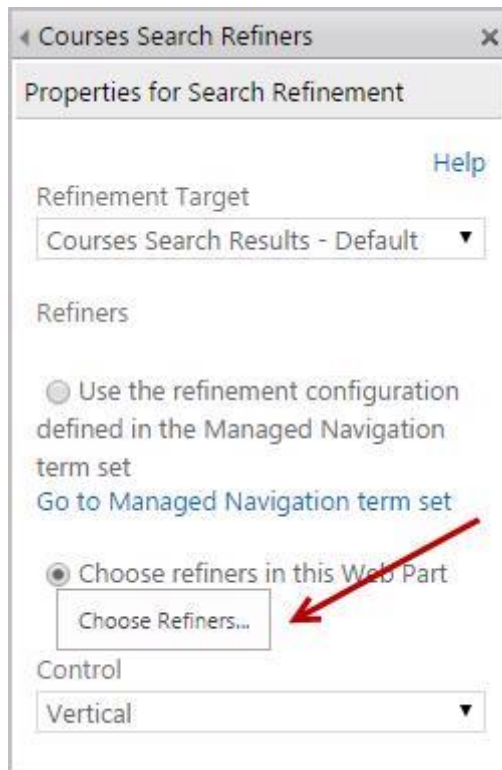 Courses Search Refiners
Properties for Search Refinement
Help
Refinement Target
Courses Search Results - Default
Refiners
Use the refinement configuration
defined in the Managed Navigation
term set
Go to Managed Navigation term set
Choose refiners in this Web Part
Choose Refiners...
Control
Vertical